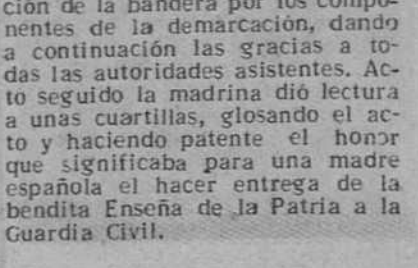 ción de la bandera por los compo-
nentes de la demarcación, dando
a continuación las gracias a to-
das las autoridades asistentes. Ac-
to seguido la madrina dió lectura
a unas cuartillas, glosando el ac-
to y haciendo patente el honor
que significaba para una madre
española el hacer entrega de la
bendita Enseña de la Patria a la
Guardia Civil.